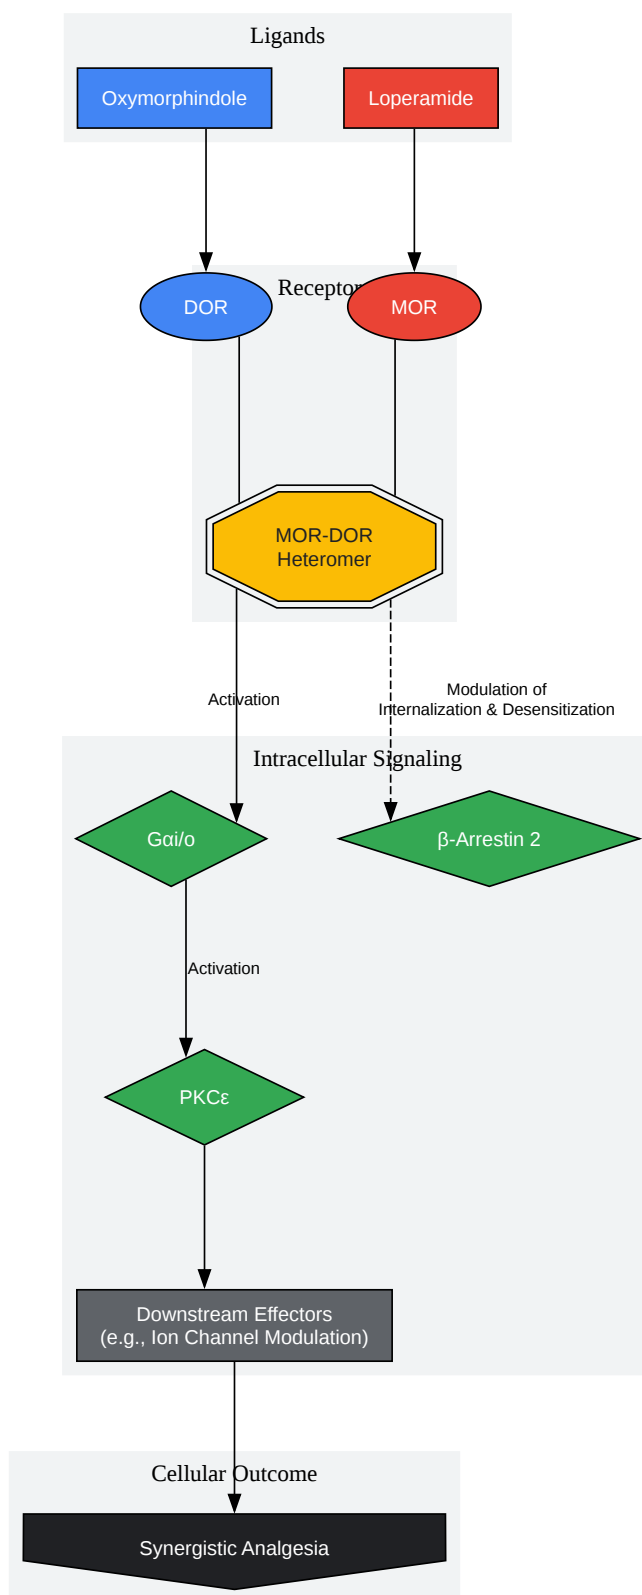 Ligands
Oxymorphindole
Loperamide
Receptor
DOR
MOR
MOR-DOR
Heteromer
Activation
Modulation of
Internalization & Desensitization
Intracellular Signaling
Gαi/o
β-Arrestin 2
Activation
PKCε
Downstream Effectors
(e.g., Ion Channel Modulation)
Cellular Outcome
Synergistic Analgesia